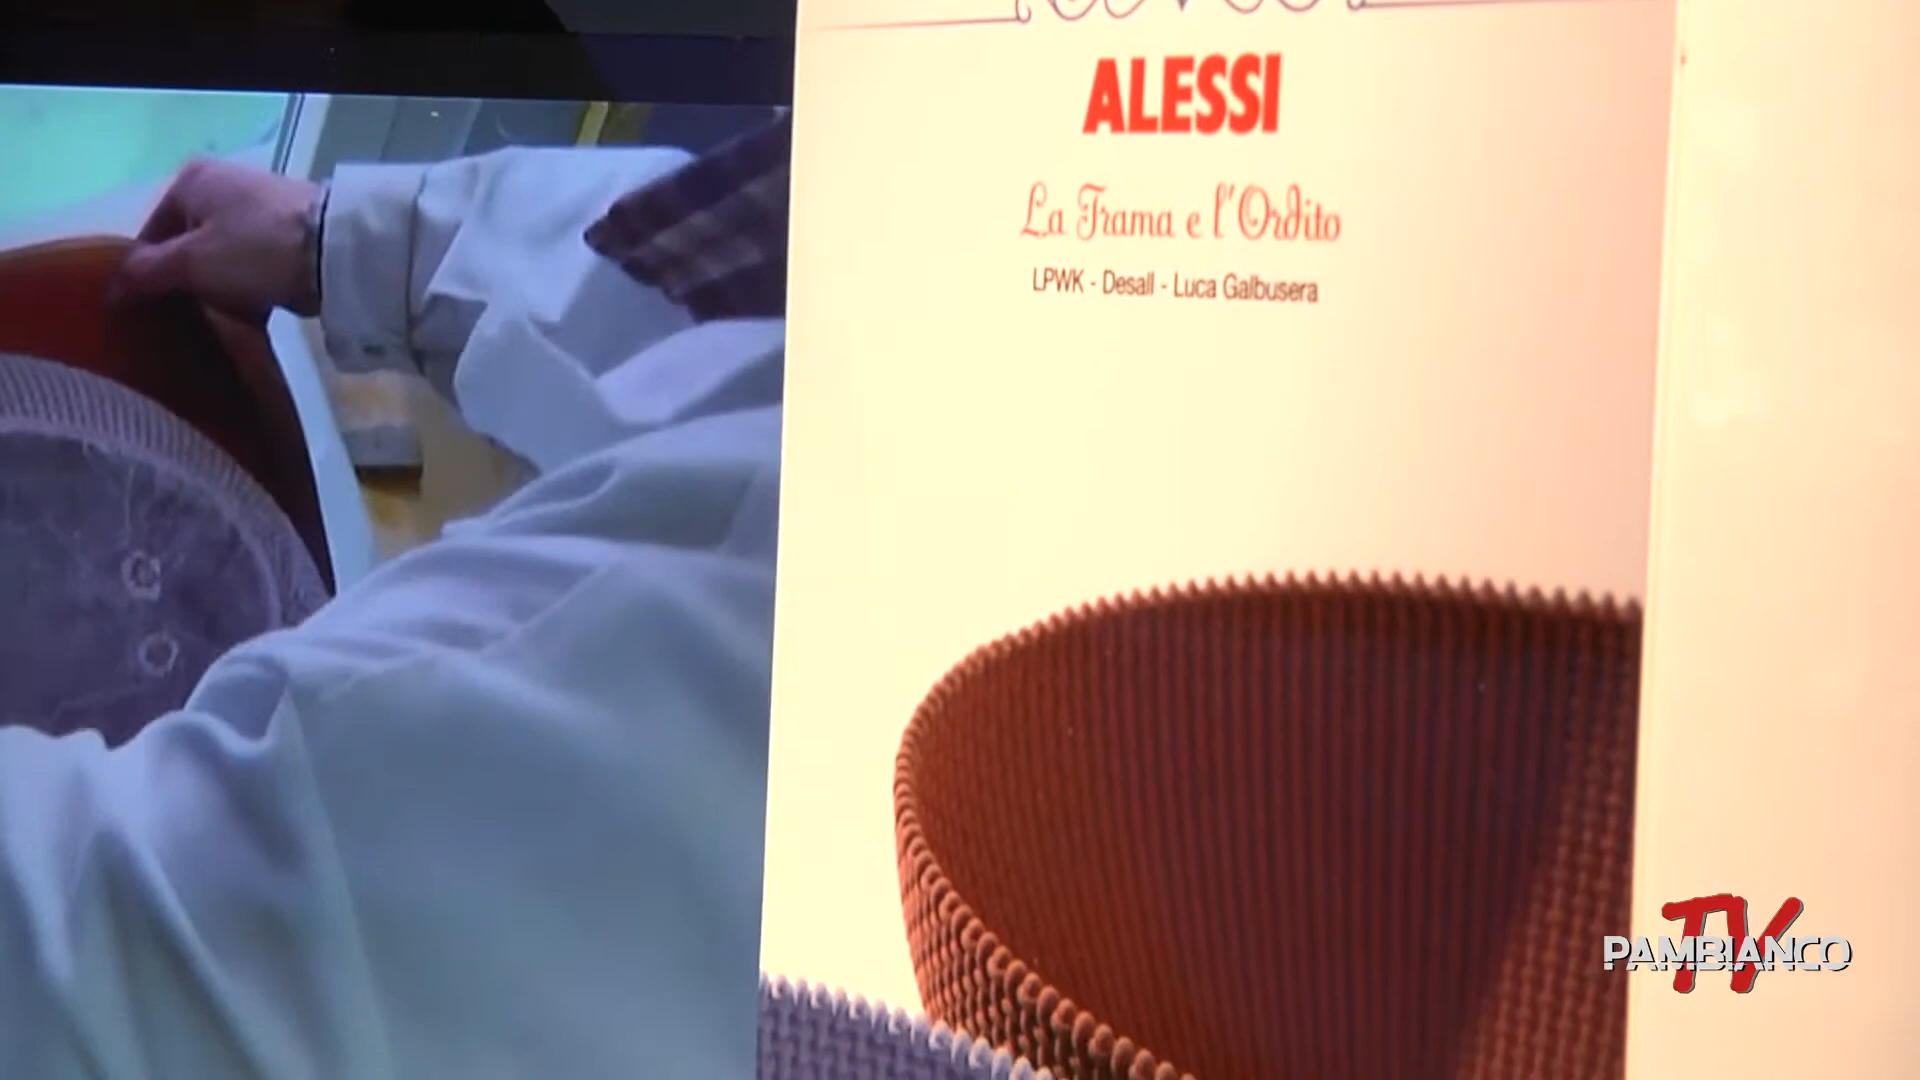 ALESSI
La Trama e l'Ordito
LPWK - Desall - Luca Galbusera
TV
PAMBIANCO